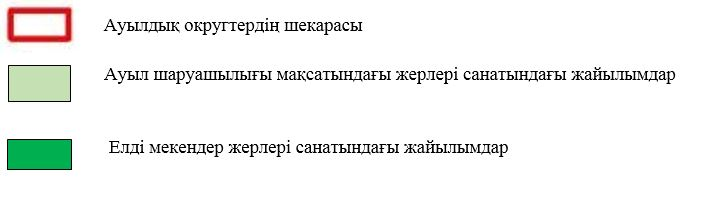 Ауылдық округтердің шекарасы
Ауыл шаруашылығы мақсатындағы жерлері санатындағы жайылымдар
Елді мекендер жерлері санатындағы жайылымдар